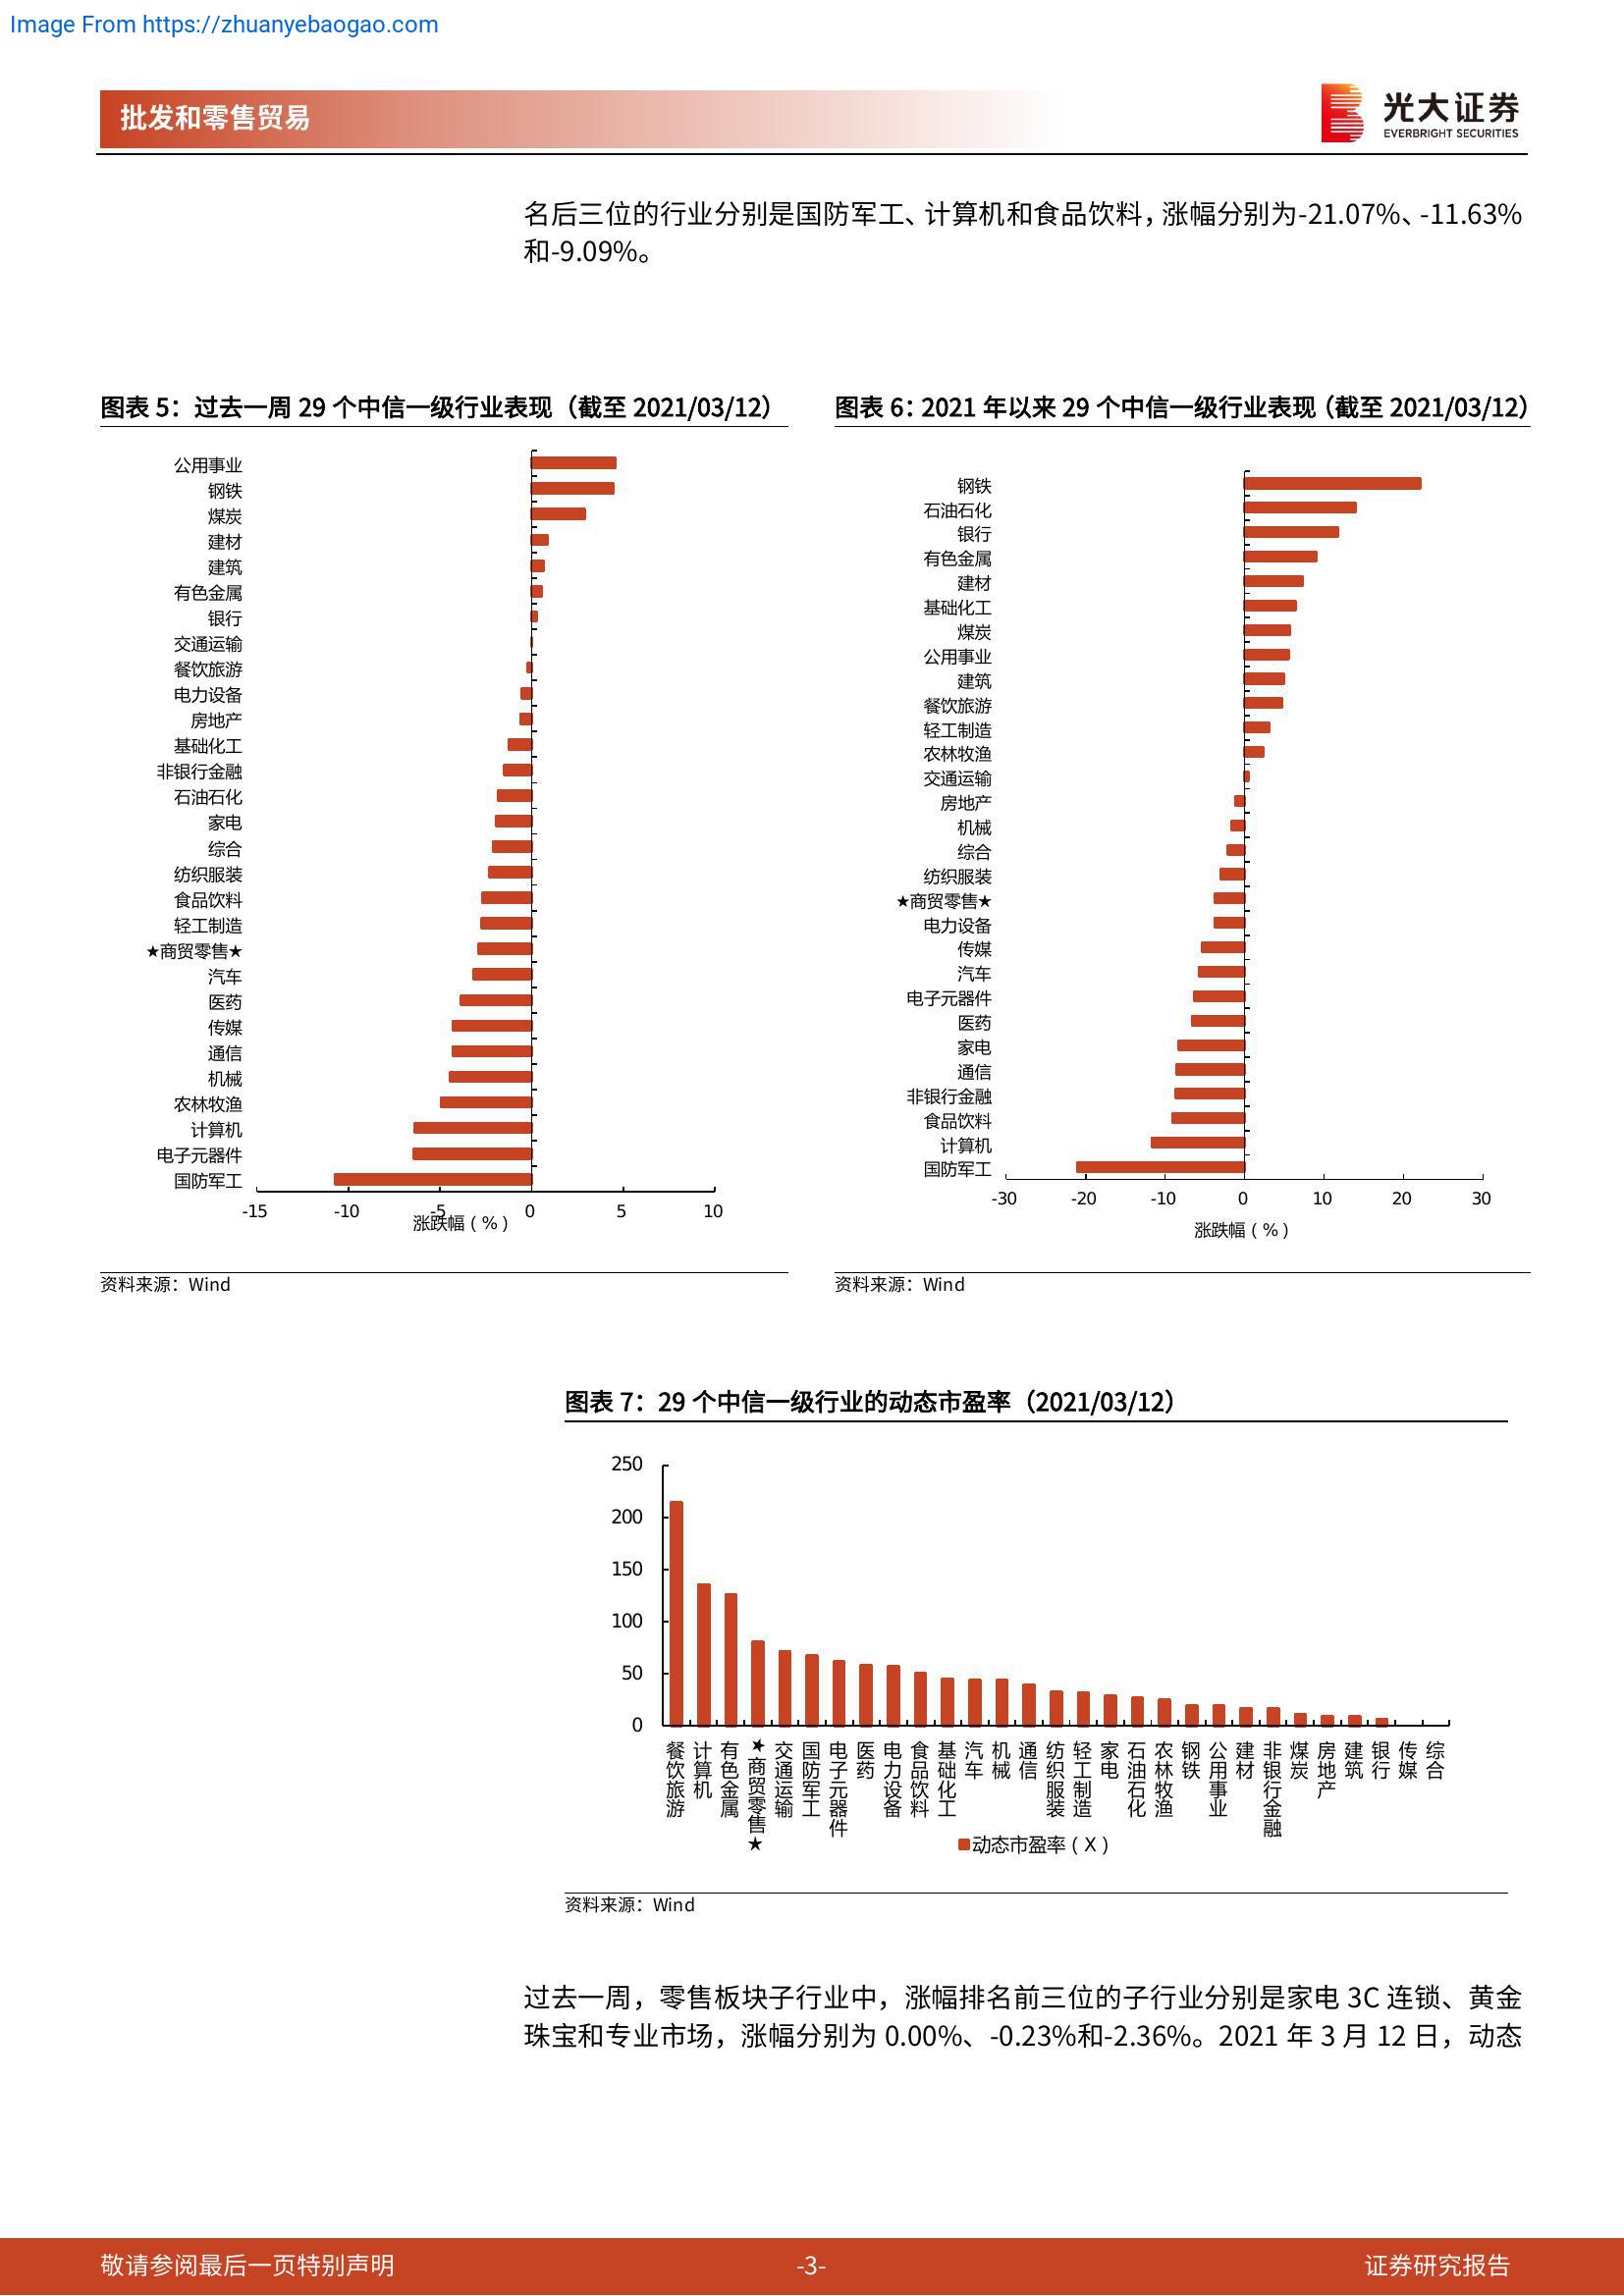 Image From https://zhuanyebaogao.com
批发和零售贸易
光大证券
EVERBRIGHT SECURITIES
名后三位的行业分别是国防军工、计算机和食品饮料，涨幅分别为-21.07%、-11.63%
和-9.09%。
图表 5：过去一周 29 个中信一级行业表现（截至 2021/03/12）
公用事业
钢铁
煤炭
建材
建筑
有色金属
银行
交通运输
餐饮旅游
电力设备
房地产
基础化工
非银行金融
石油石化
家电
综合
纺织服装
食品饮料
轻工制造
★商贸零售★
汽车
医药
传媒
通信
机械
农林牧渔
计算机
电子元器件
国防军工
-15 -10 -5 0 5 10
涨跌幅（%）
资料来源：Wind
图表 6：2021 年以来 29 个中信一级行业表现（截至 2021/03/12）
钢铁
石油石化
银行
有色金属
建材
基础化工
煤炭
公用事业
建筑
餐饮旅游
轻工制造
农林牧渔
交通运输
房地产
机械
综合
纺织服装
★商贸零售★
电力设备
传媒
汽车
电子元器件
医药
家电
通信
非银行金融
食品饮料
计算机
国防军工
-30 -20 -10 0 10 20 30
涨跌幅（%）
资料来源：Wind
图表 7：29 个中信一级行业的动态市盈率（2021/03/12）
250
200
150
100
50
0
餐饮旅游
计算机
有色金属
★商贸零售★
交通运输
国防军工
电子元器件
医药
电力设备
食品饮料
基础化工
汽车
机械
通信
纺织服装
轻工制造
家电
石油石化
农林牧渔
钢铁
公用事业
建材
非银行金融
煤炭
房地产
建筑
银行
传媒
综合
动态市盈率（X）
资料来源：Wind
过去一周，零售板块子行业中，涨幅排名前三位的子行业分别是家电 3C 连锁、黄金
珠宝和专业市场，涨幅分别为 0.00%、-0.23%和-2.36%。2021 年 3 月 12 日，动态
敬请参阅最后一页特别声明
-3-
证券研究报告